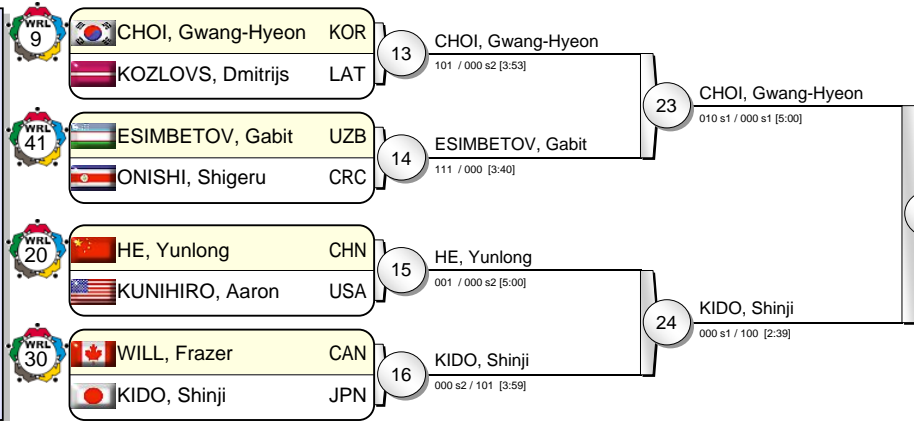 WRL
9
CHOI, Gwang-Hyeon KOR
KOZLOVS, Dmitrijs LAT
13
CHOI, Gwang-Hyeon
101 / 000 s2 [3:53]
WRL
41
ESIMBETOV, Gabit UZB
ONISHI, Shigeru CRC
14
ESIMBETOV, Gabit
111 / 000 [3:40]
23
CHOI, Gwang-Hyeon
010 s1 / 000 s1 [5:00]
WRL
20
HE, Yunlong CHN
KUNIHIRO, Aaron USA
15
HE, Yunlong
001 / 000 s2 [5:00]
WRL
30
WILL, Frazer CAN
KIDO, Shinji JPN
16
KIDO, Shinji
000 s2 / 101 [3:59]
24
KIDO, Shinji
000 s1 / 100 [2:39]